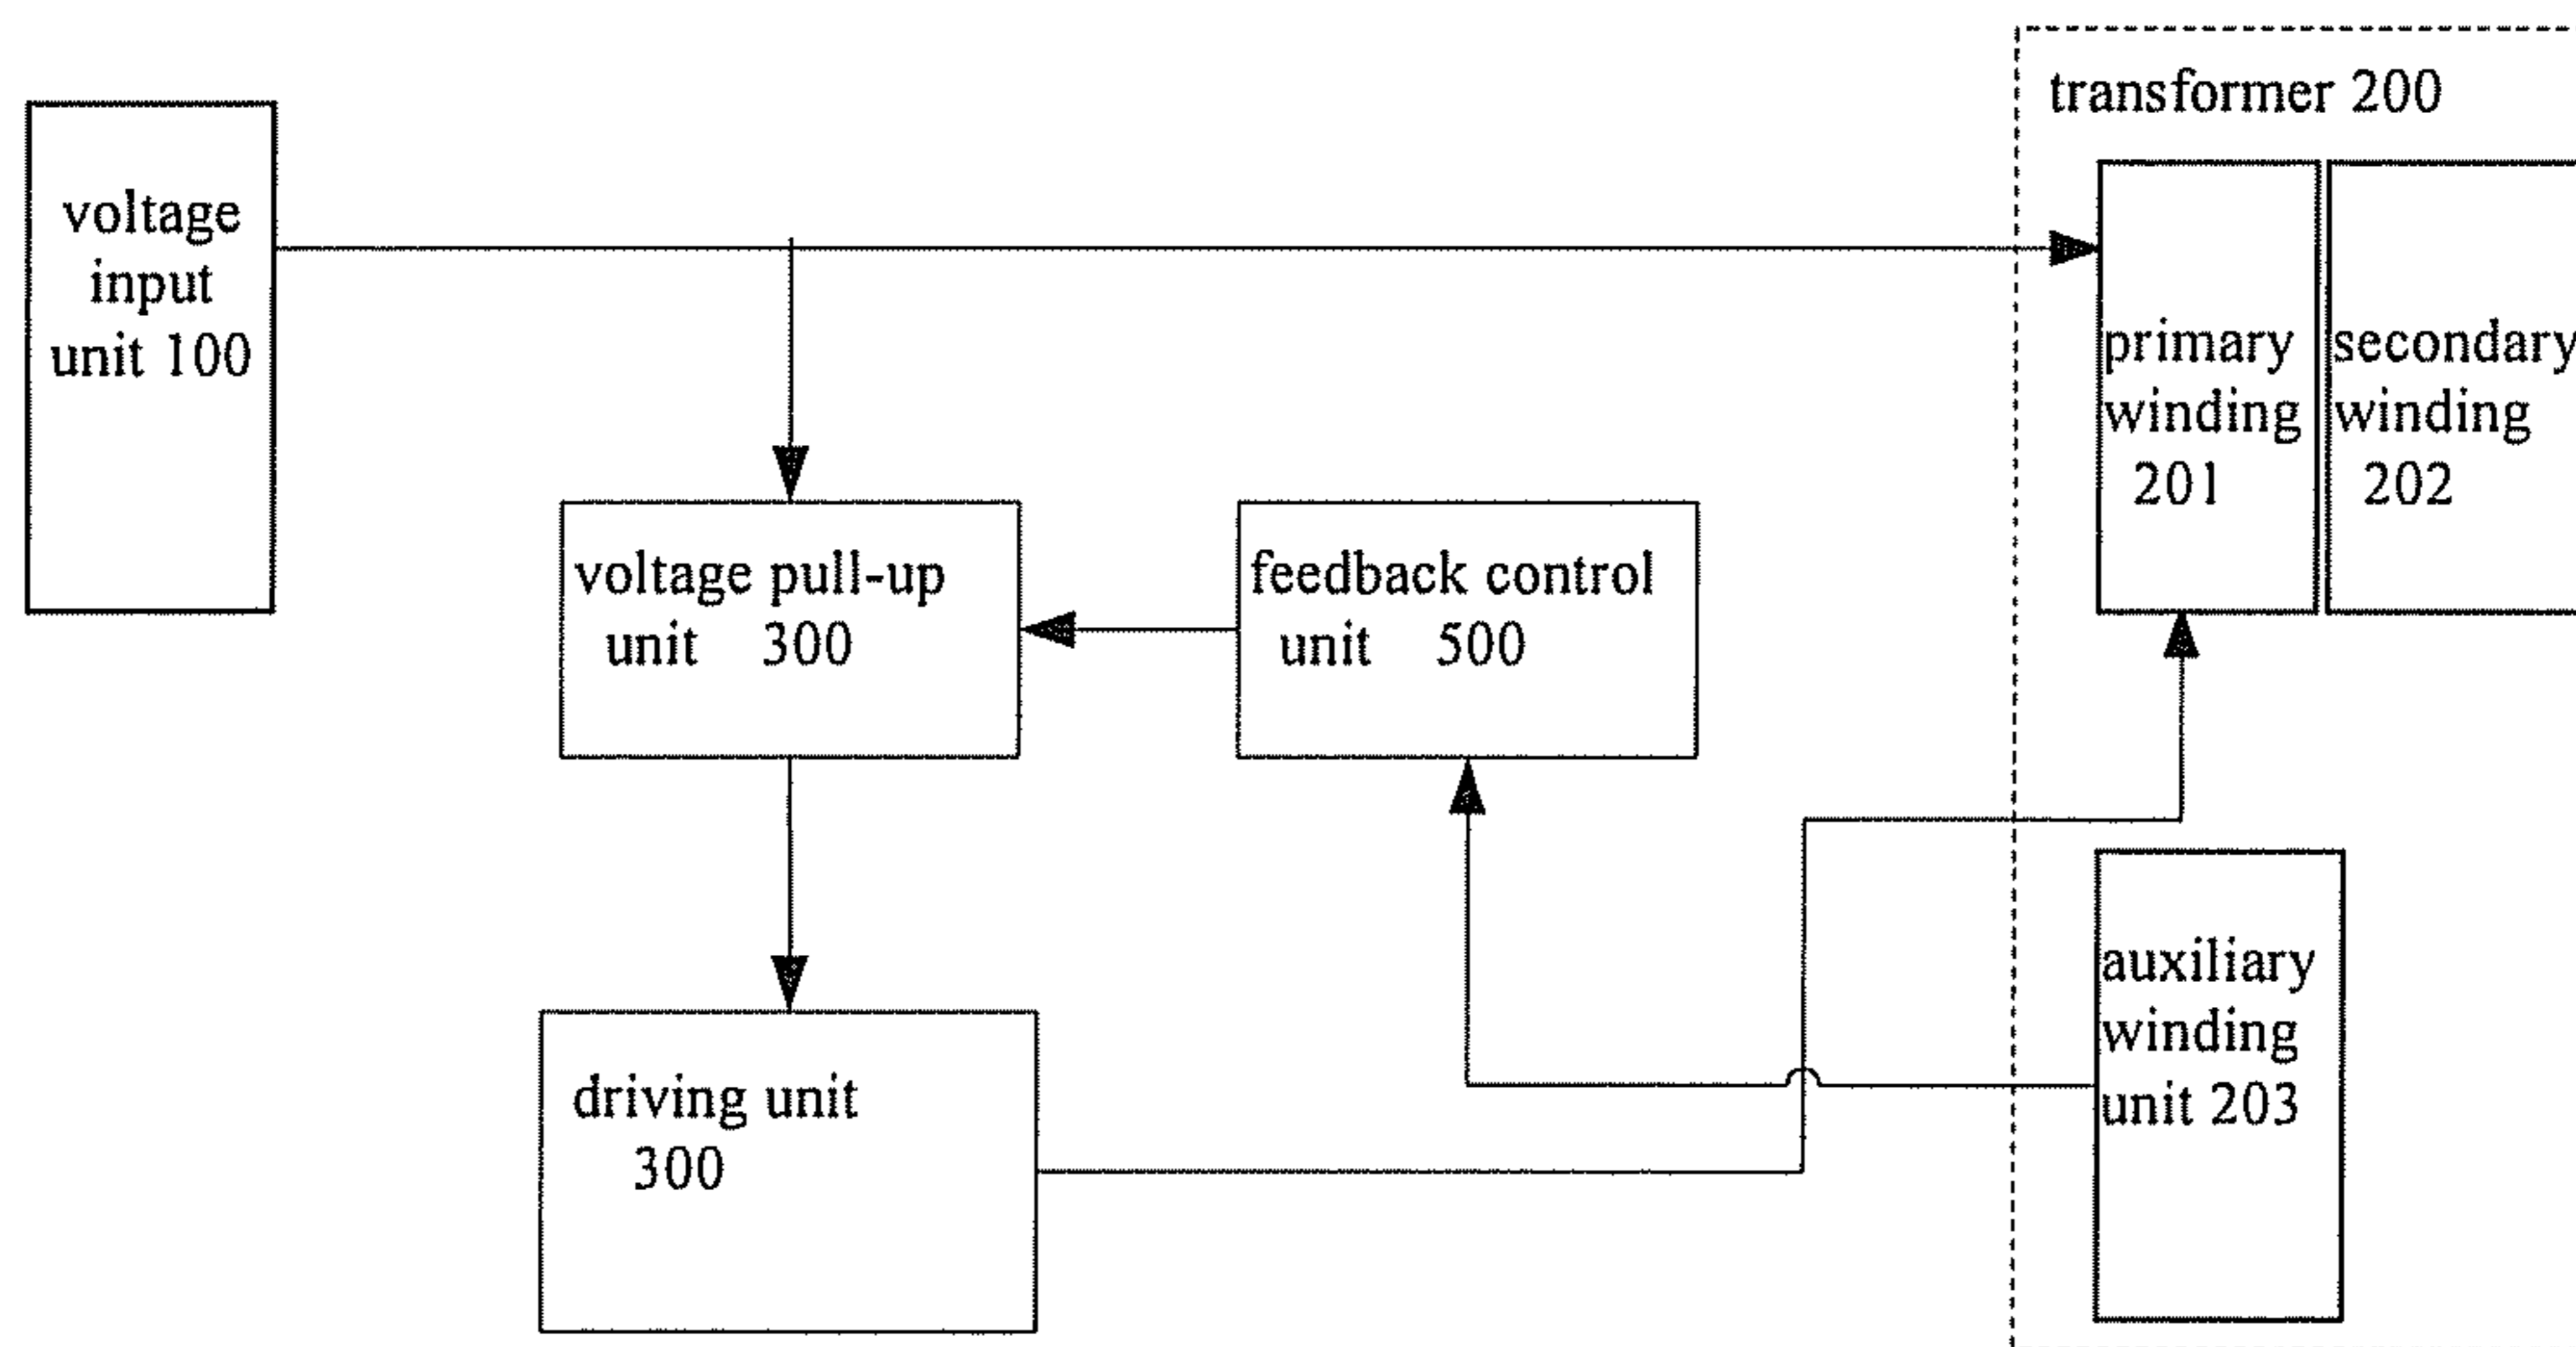 transformer 200
voltage
input
unit 100
primary
winding
201
secondary
winding
202
voltage pull-up
unit 300
feedback control
unit 500
auxiliary
winding
unit 203
driving unit
300